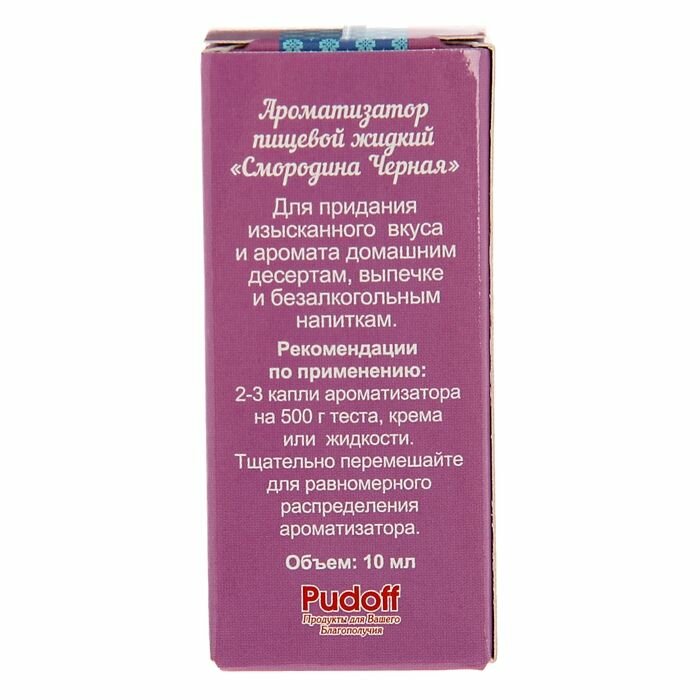 Ароматизатор
пищевой жидкий
«Смородина Черная»
Для придания
изысканного вкуса
и аромата домашним
десертам, выпечке
и безалкогольным
напиткам.
Рекомендации
по применению:
2-3 капли ароматизатора
на 500 г теста, крема
или жидкости.
Тщательно перемешайте
для равномерного
распределения
ароматизатора.
Объем: 10 мл
Pudoff
Продукты для Вашего
Благополучия